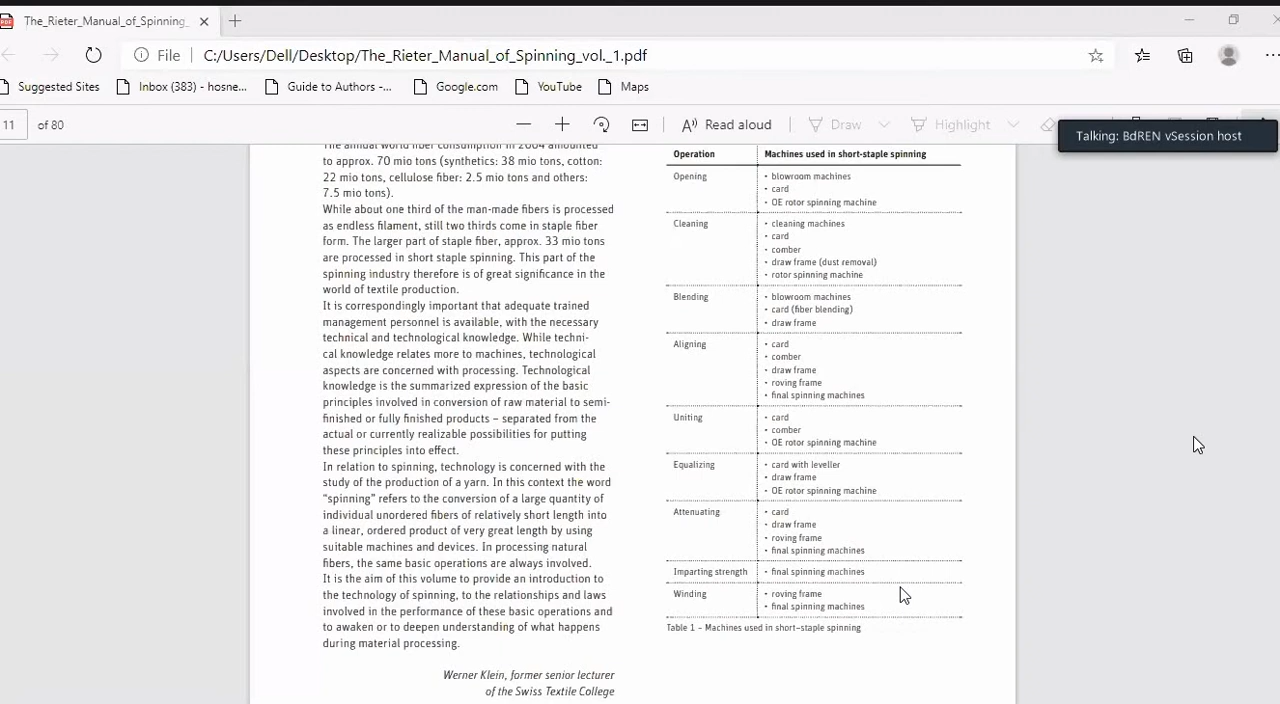 The_Rieter_Manual_of_Spinning_
File
C:/Users/Dell/Desktop/The_Rieter_Manual_of_Spinning_vol._1.pdf
Suggested Sites
Inbox (383) - hosne...
Guide to Authors -...
Google.com
YouTube
Maps
11 of 80
Read aloud
Draw
Highlight
Talking: BdREN vSession host
The annual world fiber consumption in 2004 amounted
to approx. 70 mio tons (synthetics: 38 mio tons, cotton:
22 mio tons, cellulose fiber: 2.5 mio tons and others:
7.5 mio tons).
While about one third of the man-made fibers is processed
as endless filament, still two thirds come in staple fiber
form. The larger part of staple fiber, approx. 33 mio tons
are processed in short staple spinning. This part of the
spinning industry therefore is of great significance in the
world of textile production.
It is correspondingly important that adequate trained
management personnel is available, with the necessary
technical and technological knowledge. While techni-
cal knowledge relates more to machines, technological
aspects are concerned with processing. Technological
knowledge is the summarized expression of the basic
principles involved in conversion of raw material to semi-
finished or fully finished products – separated from the
actual or currently realizable possibilities for putting
these principles into effect.
In relation to spinning, technology is concerned with the
study of the production of a yarn. In this context the word
"spinning" refers to the conversion of a large quantity of
individual unordered fibers of relatively short length into
a linear, ordered product of very great length by using
suitable machines and devices. In processing natural
fibers, the same basic operations are always involved.
It is the aim of this volume to provide an introduction to
the technology of spinning, to the relationships and laws
involved in the performance of these basic operations and
to awaken or to deepen understanding of what happens
during material processing.
Werner Klein, former senior lecturer
of the Swiss Textile College
Operation Machines used in short-staple spinning
Opening • blowroom machines
• card
• OE rotor spinning machine
Cleaning • cleaning machines
• card
• comber
• draw frame (dust removal)
• rotor spinning machine
Blending • blowroom machines
• card (fiber blending)
• draw frame
Aligning • card
• comber
• draw frame
• roving frame
• final spinning machines
Uniting • card
• comber
• OE rotor spinning machine
Equalizing • card with leveller
• draw frame
• OE rotor spinning machine
Attenuating • card
• draw frame
• roving frame
• final spinning machines
Imparting strength • final spinning machines
Winding • roving frame
• final spinning machines
Table 1 – Machines used in short-staple spinning